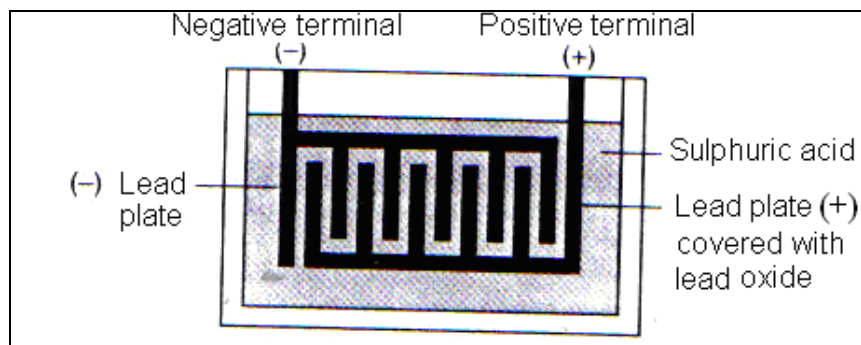 Negative terminal
(–)
Positive terminal
(+)
Sulphuric acid
(–) Lead
plate
Lead plate (+)
covered with
lead oxide